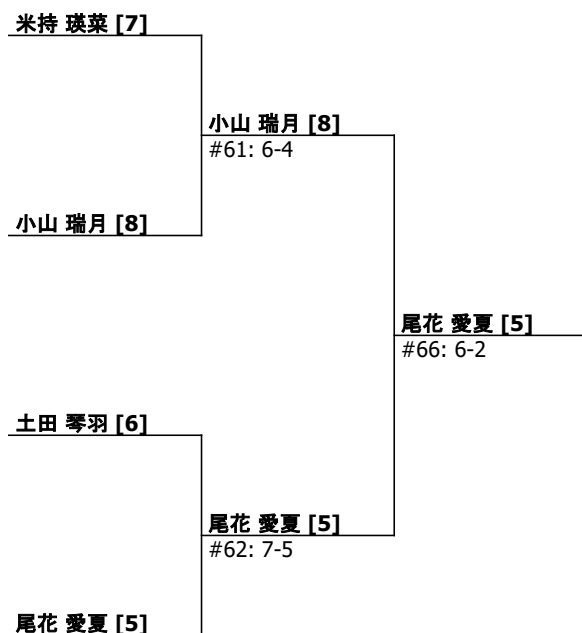 米持 瑛菜 [7]
小山 瑞月 [8]
#61: 6-4
小山 瑞月 [8]
尾花 愛夏 [5]
#66: 6-2
土田 琴羽 [6]
尾花 愛夏 [5]
#62: 7-5
尾花 愛夏 [5]